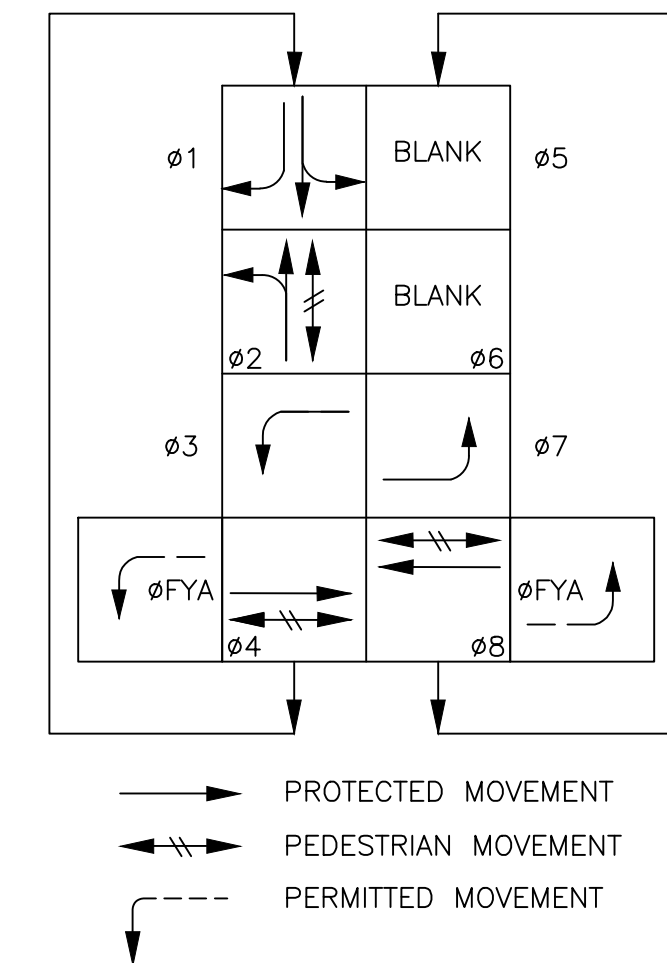 ø1 BLANK ø5
BLANK
ø2 ø6
ø3 ø7
øFYA øFYA
ø4 ø8
PROTECTED MOVEMENT
PEDESTRIAN MOVEMENT
PERMITTED MOVEMENT